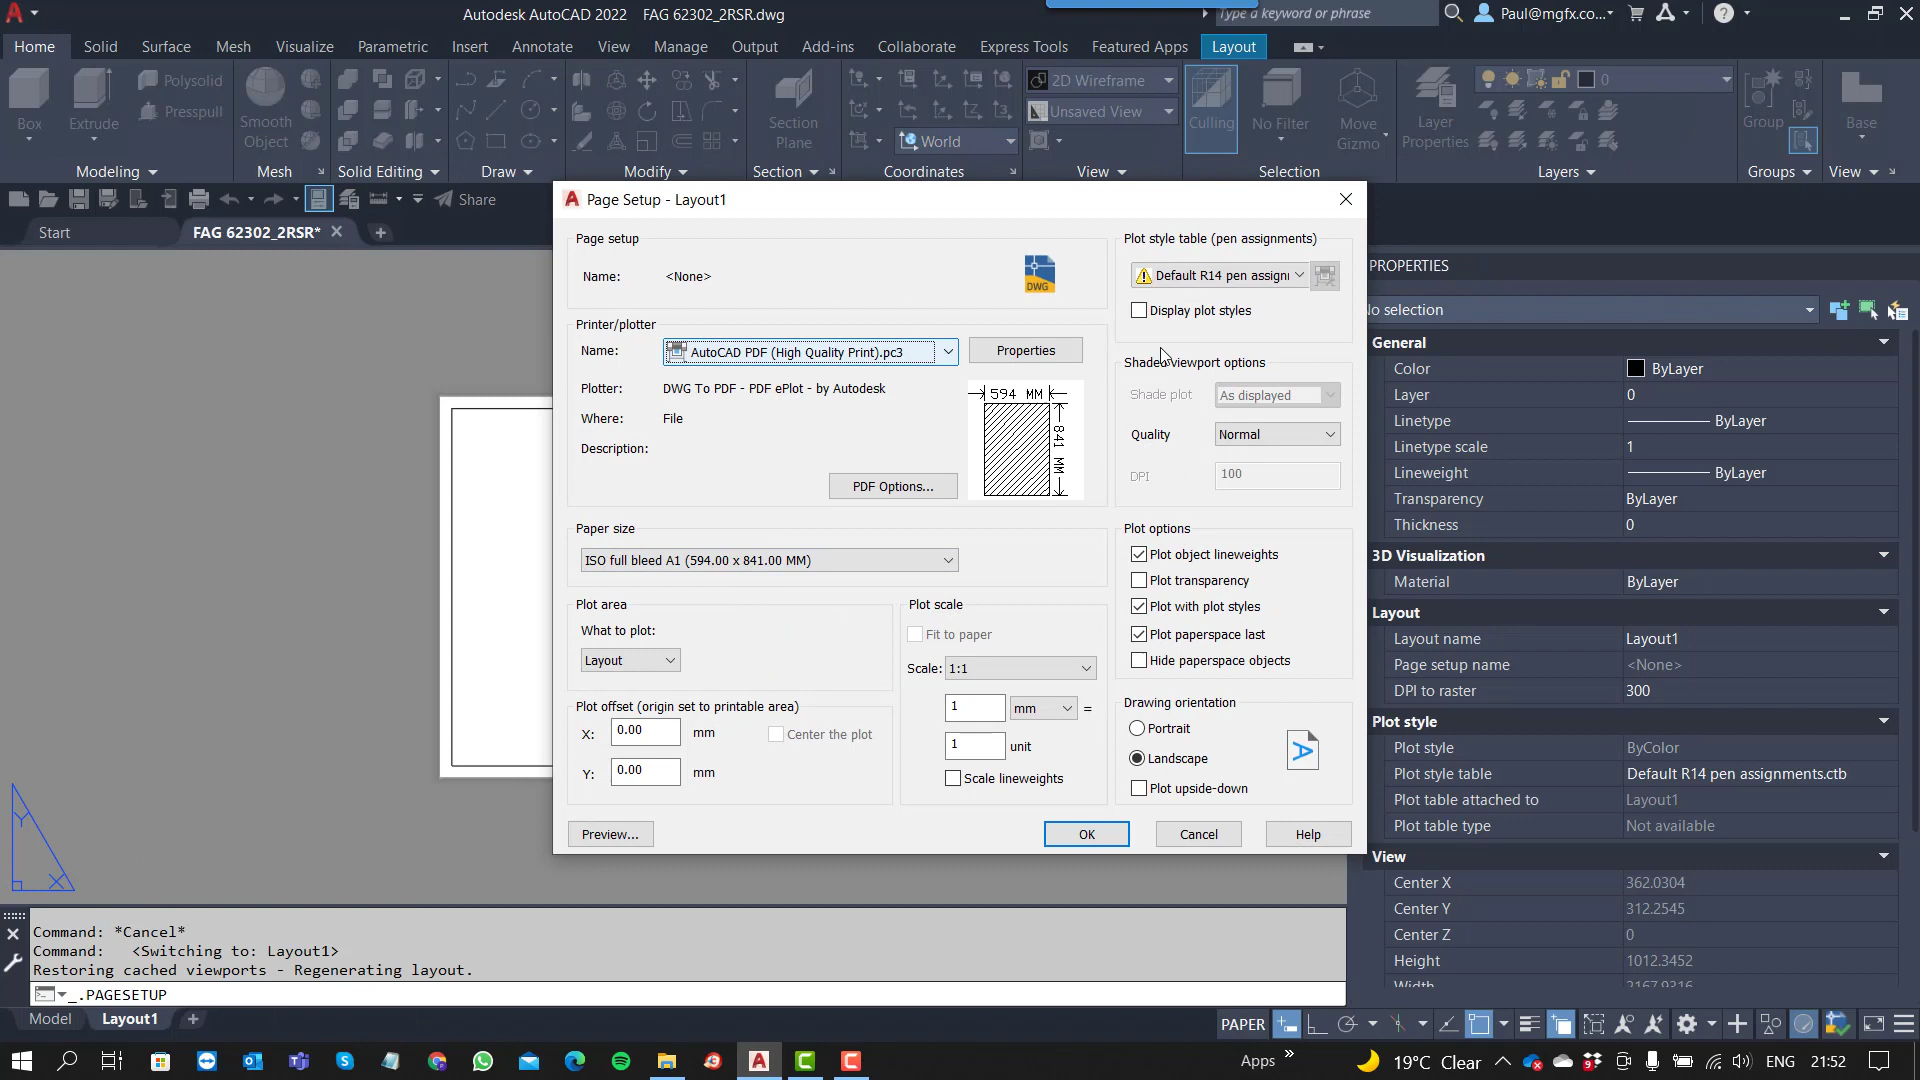 Autodesk AutoCAD 2022 FAG 62302_2RSR.dwg
Type a keyword or phrase
Paul@mgfx.co...
Home Solid Surface Mesh Visualize Parametric Insert Annotate View Manage Output Add-ins Collaborate Express Tools Featured Apps Layout
Box
Extrude
Polysolid
Presspull
Smooth
Object
Section
Plane
World
2D Wireframe
Unsaved View
Culling
No Filter
Move
Gizmo
Layer
Properties
0
Group
Base
Modeling Mesh Solid Editing Draw Modify Section Coordinates View Selection Layers Groups View
Share
Start
FAG 62302_2RSR*
Page Setup - Layout1
Page setup
Name: <None>
DWG
Printer/plotter
Name: AutoCAD PDF (High Quality Print).pc3
Properties
Plotter: DWG To PDF - PDF ePlot - by Autodesk
Where: File
Description:
594 MM
841 MM
PDF Options...
Paper size
ISO full bleed A1 (594.00 x 841.00 MM)
Plot area
What to plot:
Layout
Plot offset (origin set to printable area)
X: 0.00 mm
Center the plot
Y: 0.00 mm
Plot scale
Fit to paper
Scale: 1:1
1 mm =
1 unit
Scale lineweights
Plot style table (pen assignments)
Default R14 pen assign
Display plot styles
Shaded viewport options
Shade plot As displayed
Quality Normal
DPI 100
Plot options
Plot object lineweights
Plot transparency
Plot with plot styles
Plot paperspace last
Hide paperspace objects
Drawing orientation
Portrait
Landscape
Plot upside-down
A
Preview...
OK
Cancel
Help
PROPERTIES
No selection
General
Color ByLayer
Layer 0
Linetype ByLayer
Linetype scale 1
Lineweight ByLayer
Transparency ByLayer
Thickness 0
3D Visualization
Material ByLayer
Layout
Layout name Layout1
Page setup name <None>
DPI to raster 300
Plot style
Plot style ByColor
Plot style table Default R14 pen assignments.ctb
Plot table attached to Layout1
Plot table type Not available
View
Center X 362.0304
Center Y 312.2545
Center Z 0
Height 1012.3452
Width 2167.9316
Y
X
Command: *Cancel*
Command: <Switching to: Layout1>
Restoring cached viewports - Regenerating layout.
_.PAGESETUP
Model Layout1
PAPER
Apps
19°C Clear
ENG 21:52